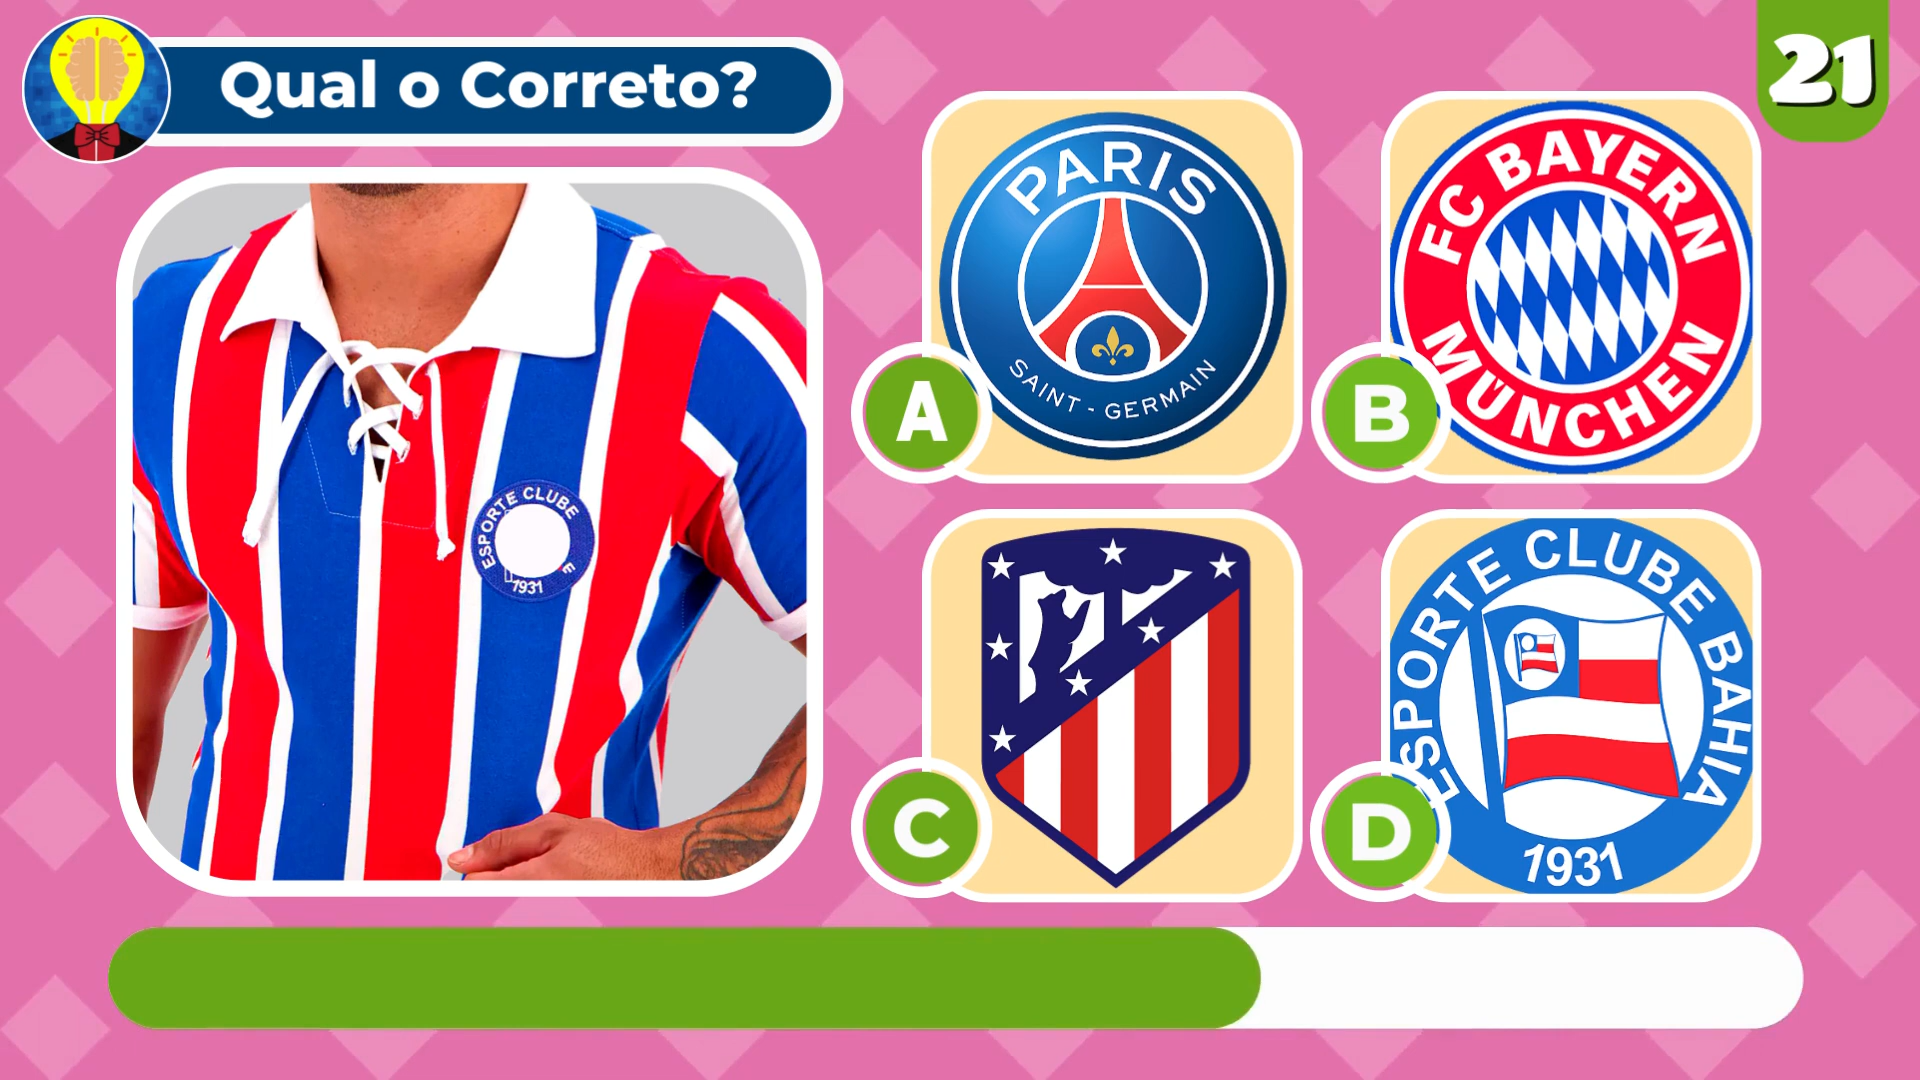 Qual o Correto?
21
ESPORTE CLUBE
1931
PARIS
SAINT - GERMAIN
A
FC BAYERN
MÜNCHEN
B
C
ESPORTE CLUBE BAHIA
1931
D